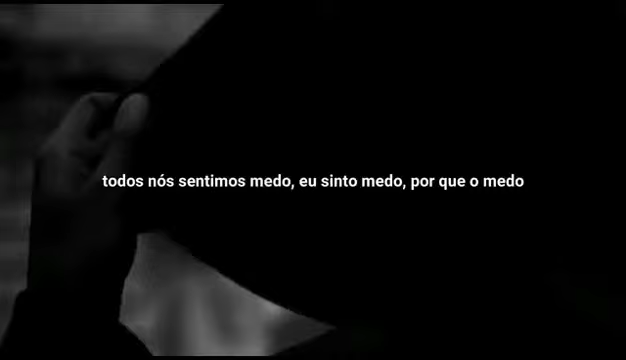 todos nós sentimos medo, eu sinto medo, por que o medo